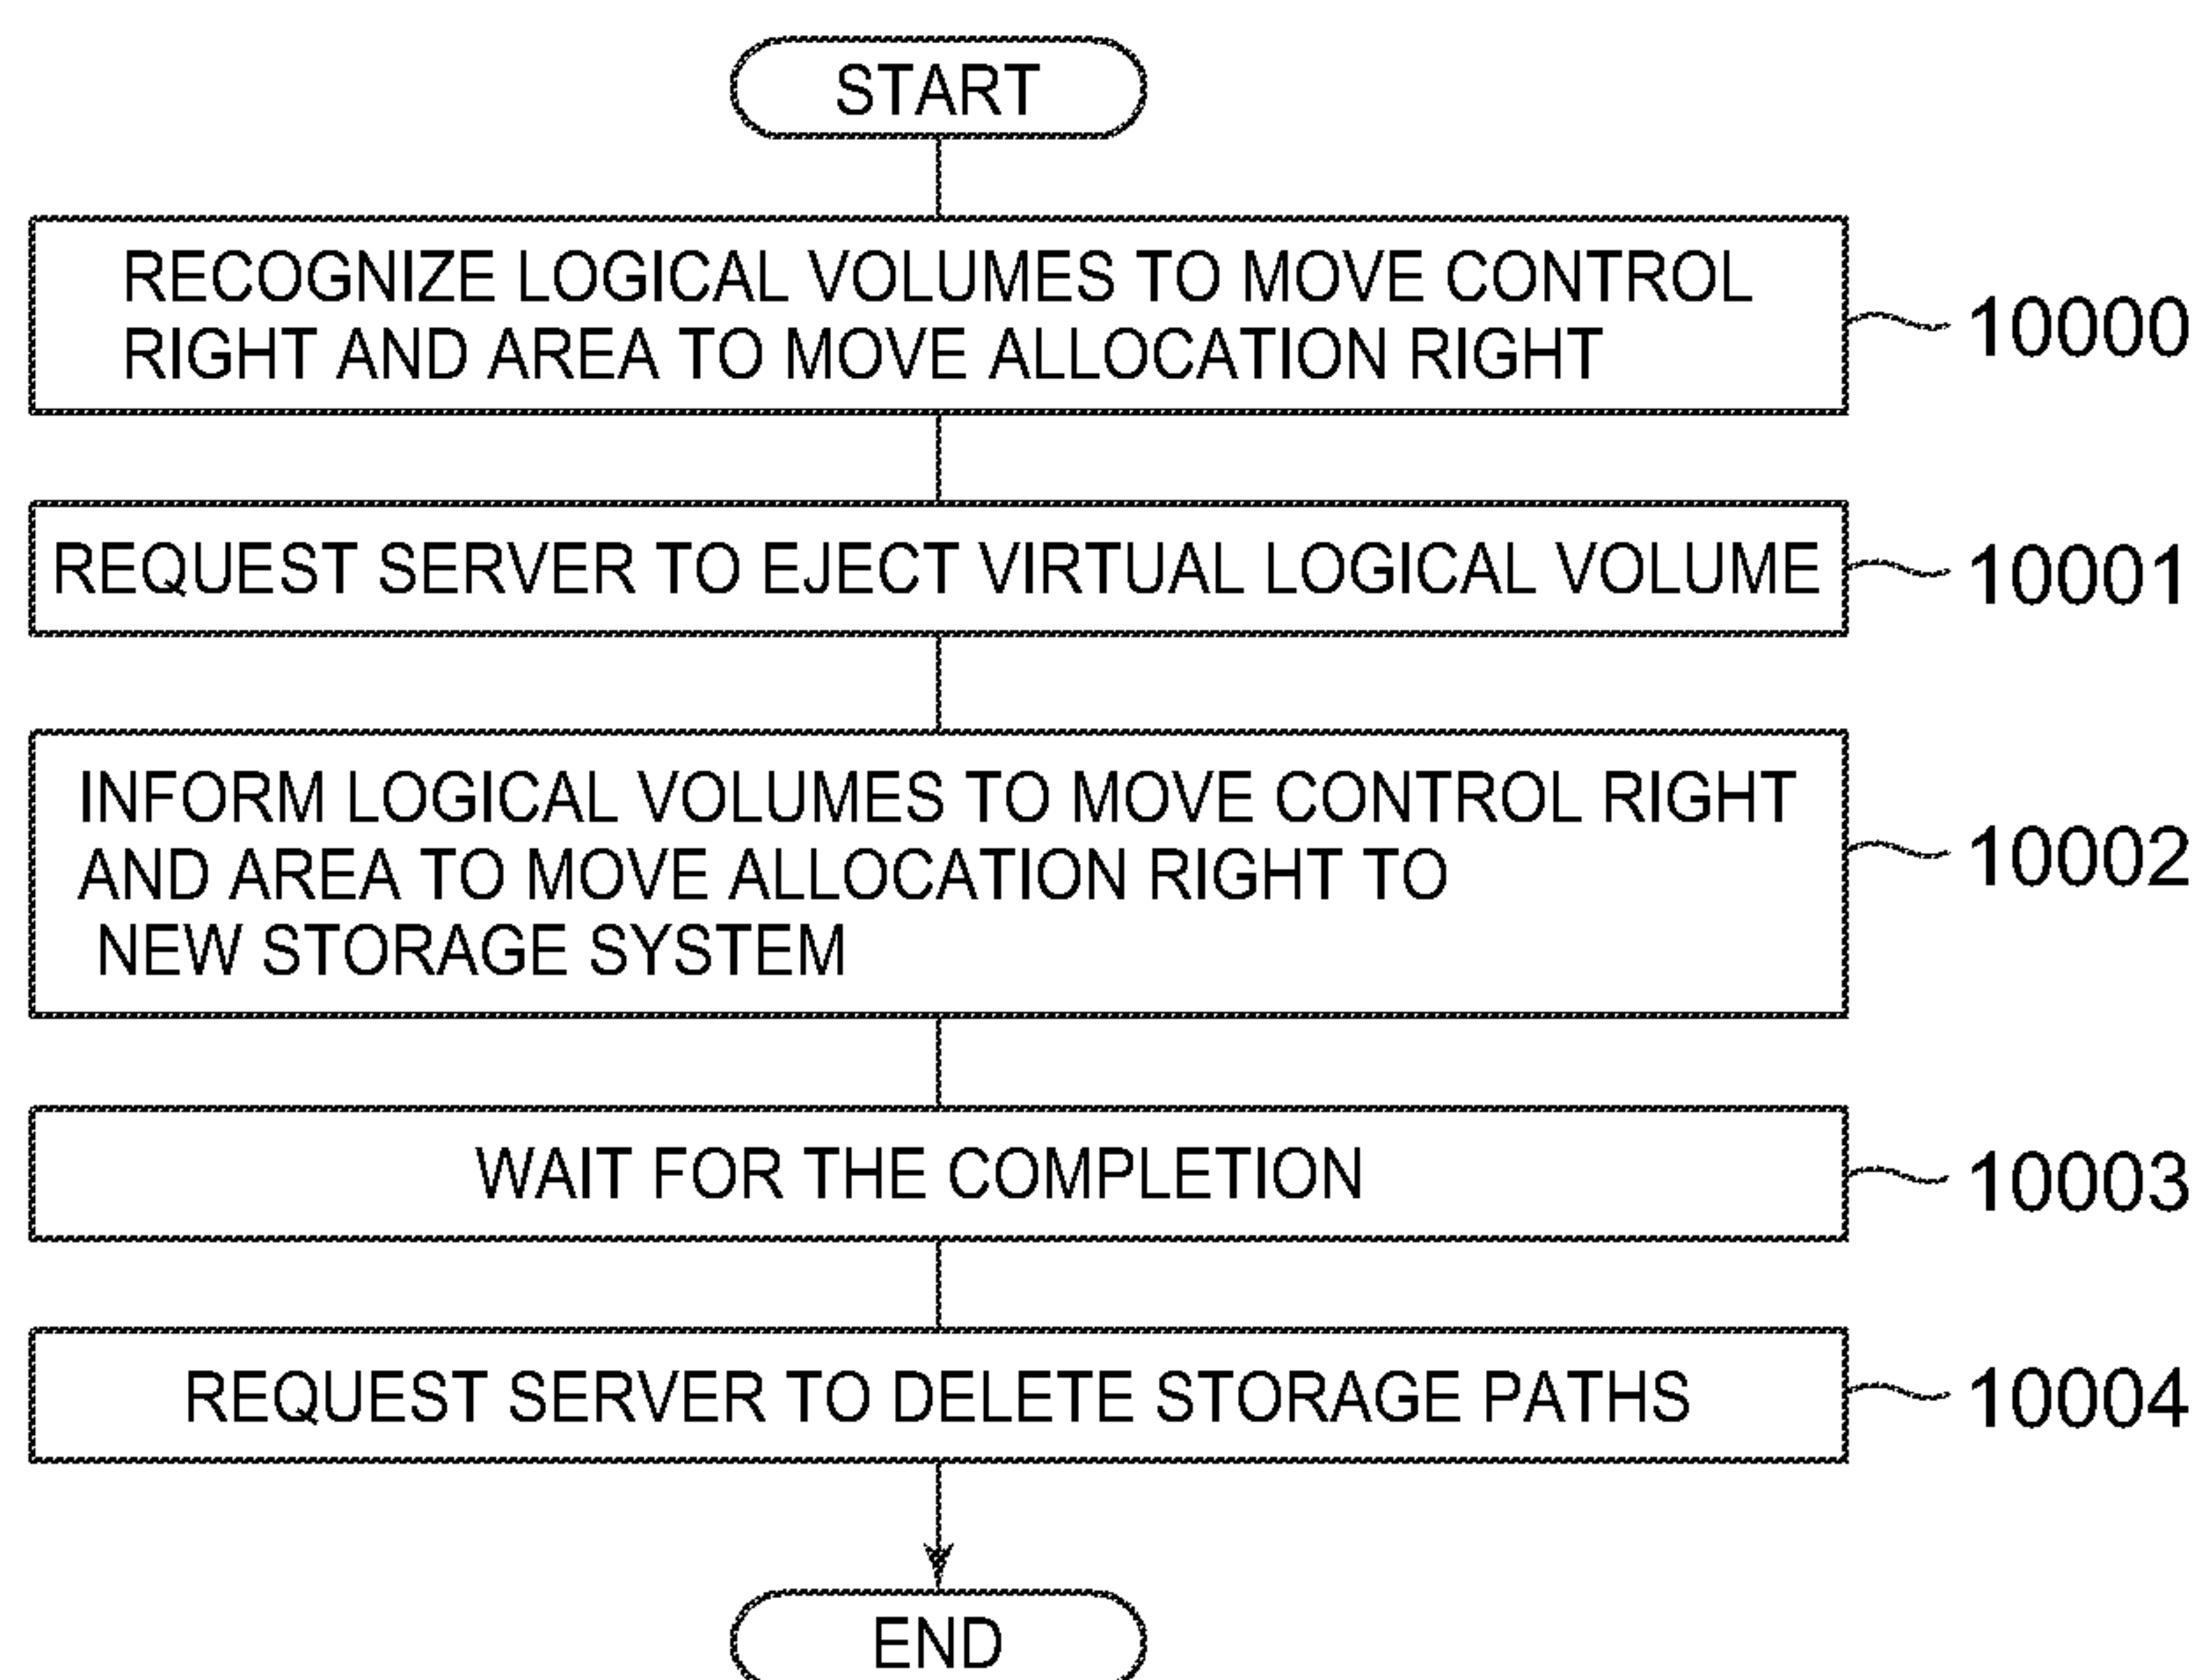 START
RECOGNIZE LOGICAL VOLUMES TO MOVE CONTROL
RIGHT AND AREA TO MOVE ALLOCATION RIGHT
10000
REQUEST SERVER TO EJECT VIRTUAL LOGICAL VOLUME
10001
INFORM LOGICAL VOLUMES TO MOVE CONTROL RIGHT
AND AREA TO MOVE ALLOCATION RIGHT TO
NEW STORAGE SYSTEM
10002
WAIT FOR THE COMPLETION
10003
REQUEST SERVER TO DELETE STORAGE PATHS
10004
END